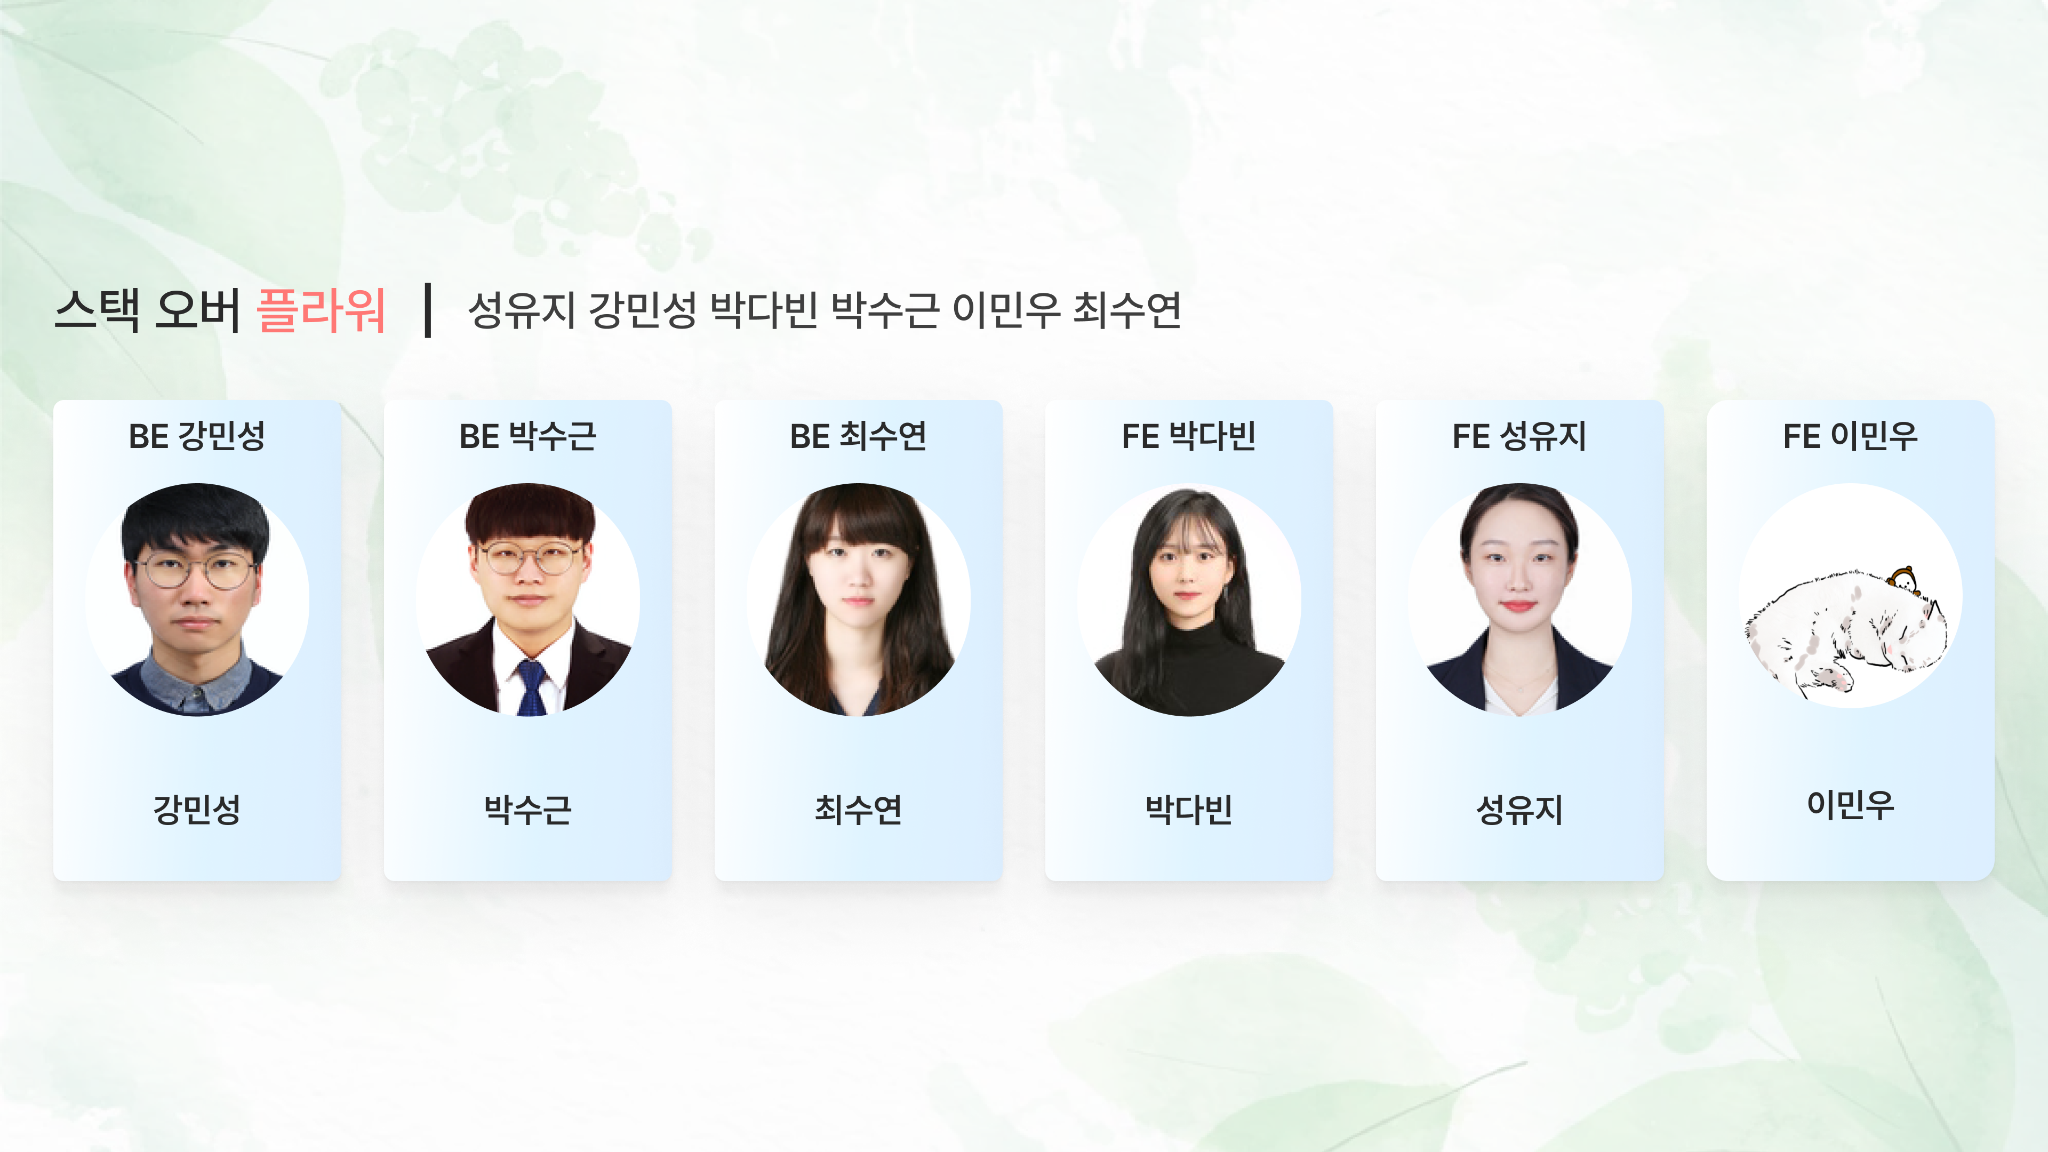 스택 오버 플라워 | 성유지 강민성 박다빈 박수근 이민우 최수연
BE 강민성
강민성
BE 박수근
박수근
BE 최수연
최수연
FE 박다빈
박다빈
FE 성유지
성유지
FE 이민우
이민우